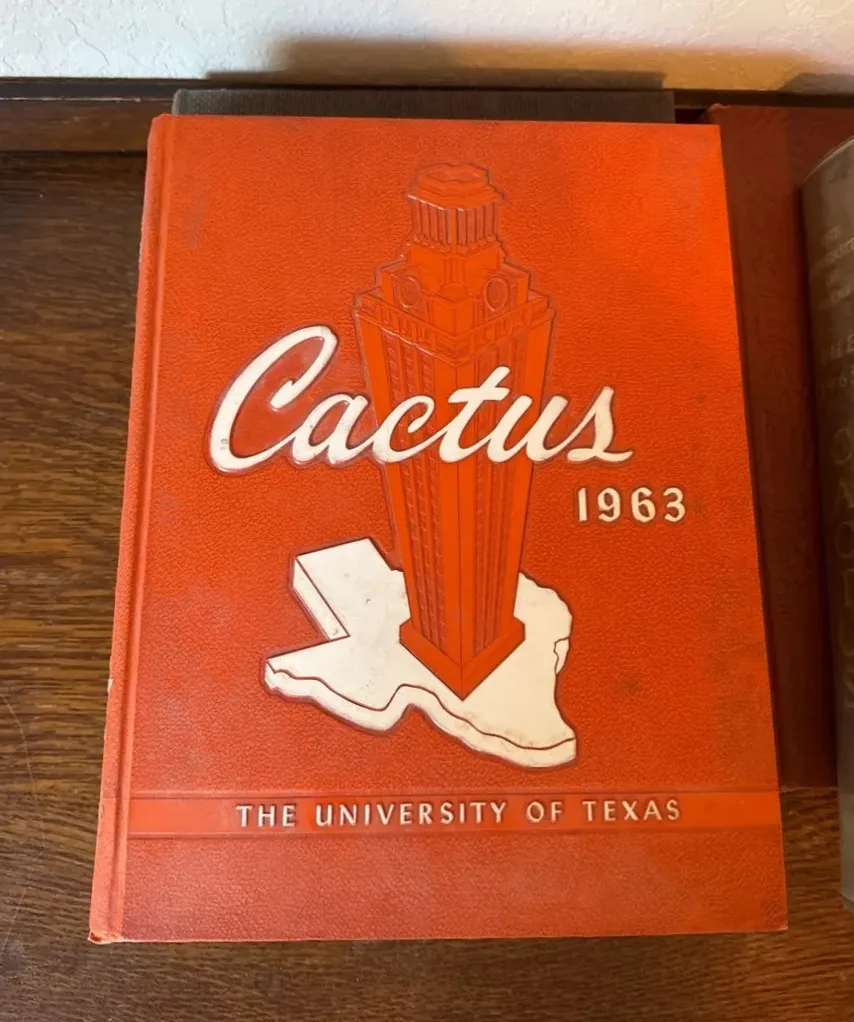 Cactus
1963
THE UNIVERSITY OF TEXAS